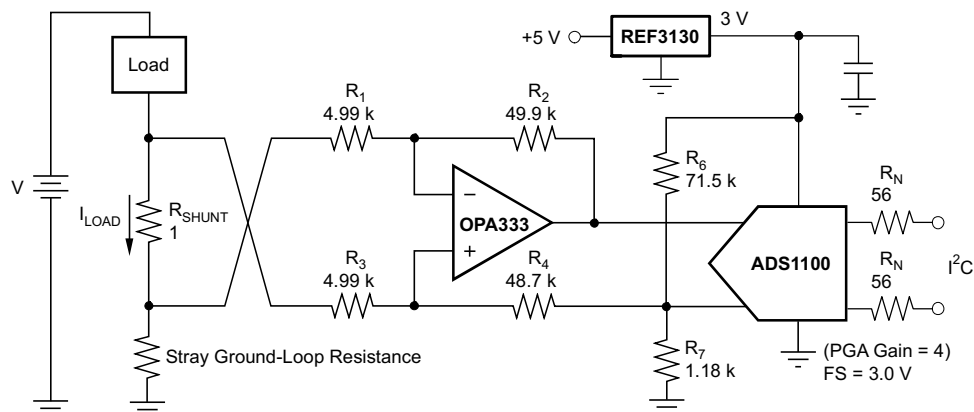 +5 V
REF3130
3 V
Load
R1
4.99 k
R2
49.9 k
R6
71.5 k
V
ILOAD
RSHUNT
1
−
+
OPA333
RN
56
ADS1100
I²C
R3
4.99 k
R4
48.7 k
RN
56
Stray Ground-Loop Resistance
R7
1.18 k
(PGA Gain = 4)
FS = 3.0 V